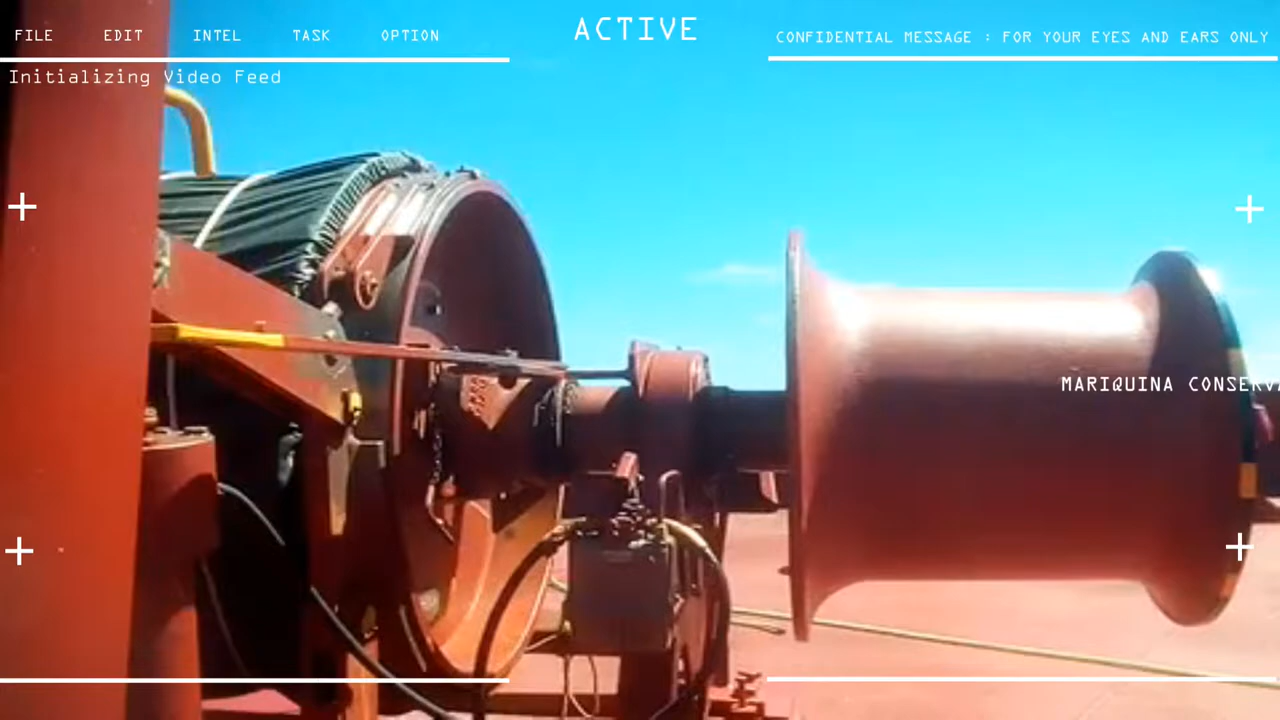 FILE EDIT INTEL TASK OPTION
ACTIVE
CONFIDENTIAL MESSAGE : FOR YOUR EYES AND EARS ONLY
Initializing Video Feed
MARIQUINA